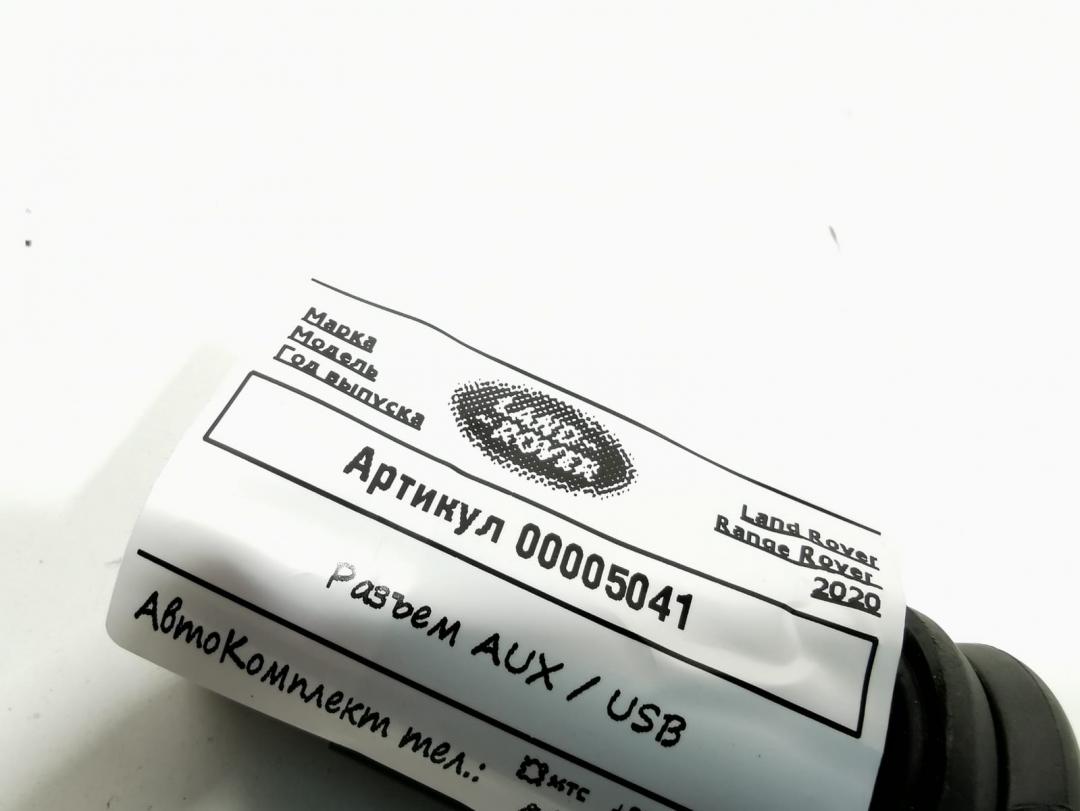 Марка
Модель
Год выпуска
LAND
ROVER
Land Rover
Range Rover
2020
Артикул 00005041
Разъем AUX / USB
АвтоКомплект тел.:
мтс